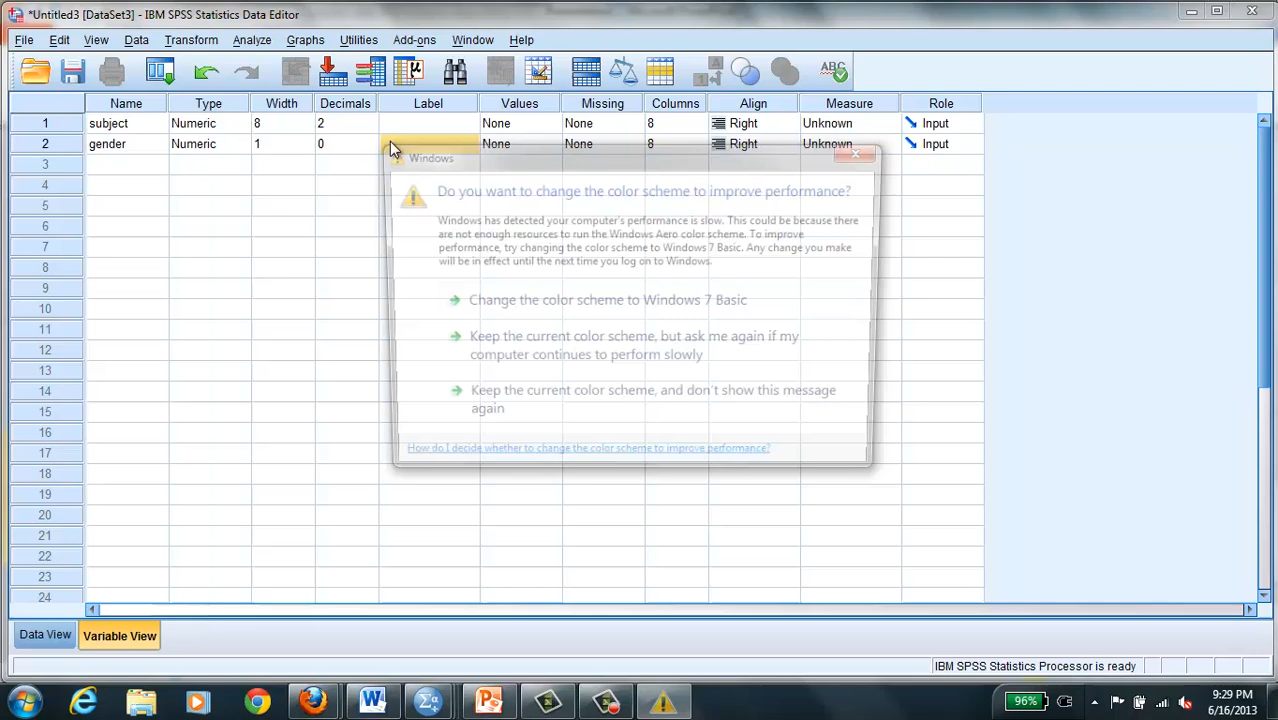 *Untitled3 [DataSet3] - IBM SPSS Statistics Data Editor
File Edit View Data Transform Analyze Graphs Utilities Add-ons Window Help
Name Type Width Decimals Label Values Missing Columns Align Measure Role
1 subject Numeric 8 2 None None 8 Right Unknown Input
2 gender Numeric 1 0 None None 8 Right Unknown Input
3
4
5
6
7
8
9
10
11
12
13
14
15
16
17
18
19
20
21
22
23
24
Windows
Do you want to change the color scheme to improve performance?
Windows has detected your computer's performance is slow. This could be because there
are not enough resources to run the Windows Aero color scheme. To improve
performance, try changing the color scheme to Windows 7 Basic. Any change you make
will be in effect until the next time you log on to Windows.
Change the color scheme to Windows 7 Basic
Keep the current color scheme, but ask me again if my
computer continues to perform slowly
Keep the current color scheme, and don't show this message
again
How do I decide whether to change the color scheme to improve performance?
Data View Variable View
IBM SPSS Statistics Processor is ready
96%
9:29 PM
6/16/2013